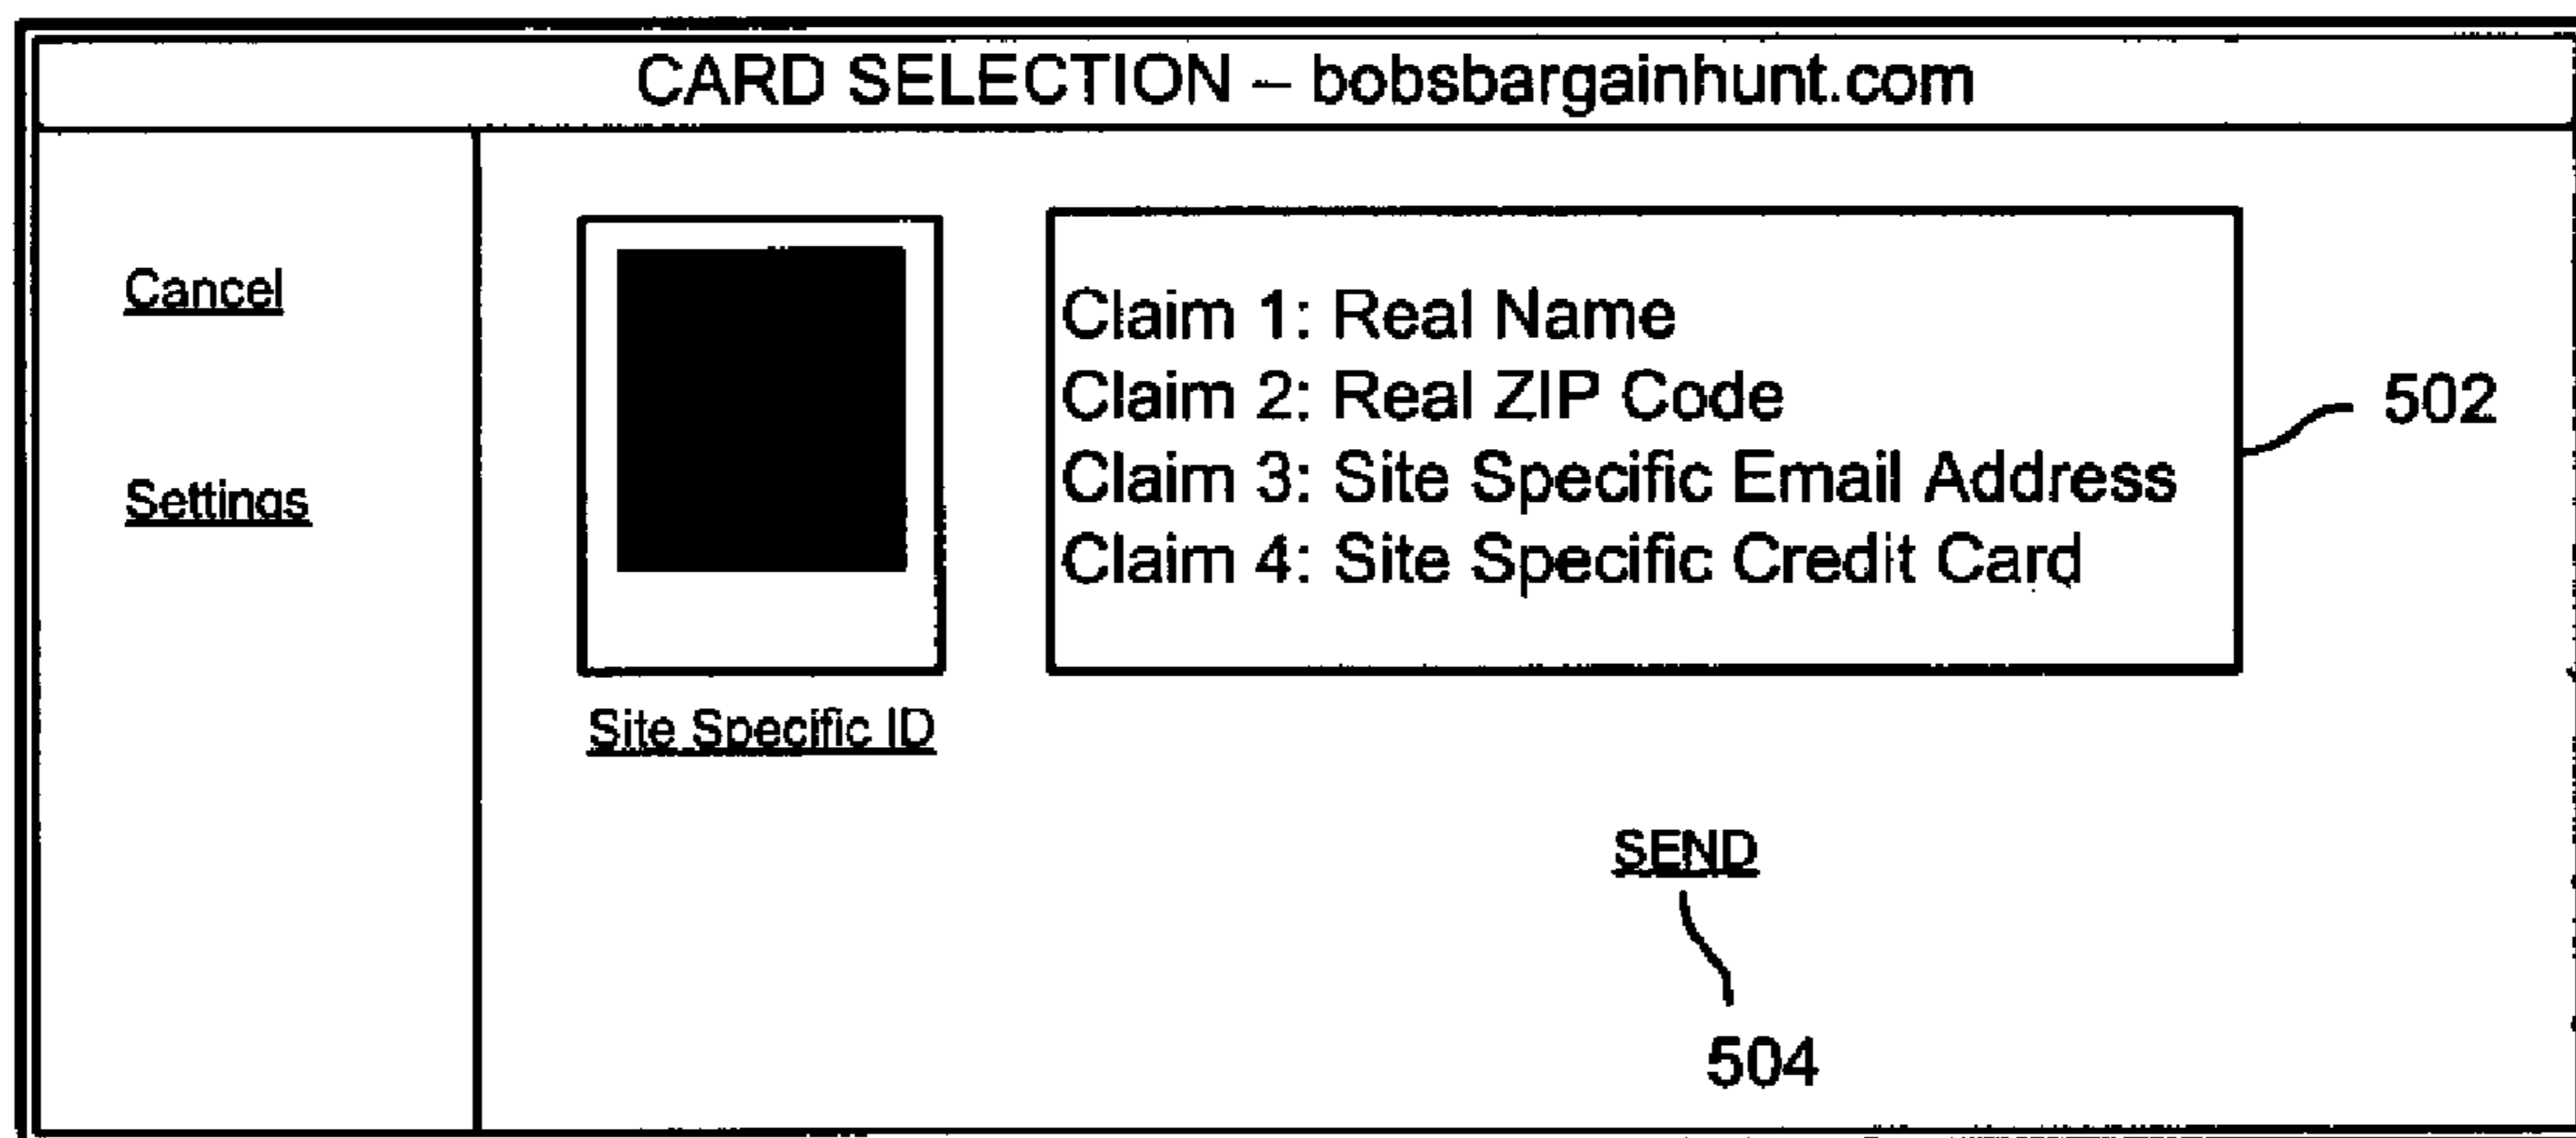 CARD SELECTION – bobsbargainhunt.com
Cancel
Settings
Site Specific ID
Claim 1: Real Name
Claim 2: Real ZIP Code
Claim 3: Site Specific Email Address
Claim 4: Site Specific Credit Card
502
SEND
504